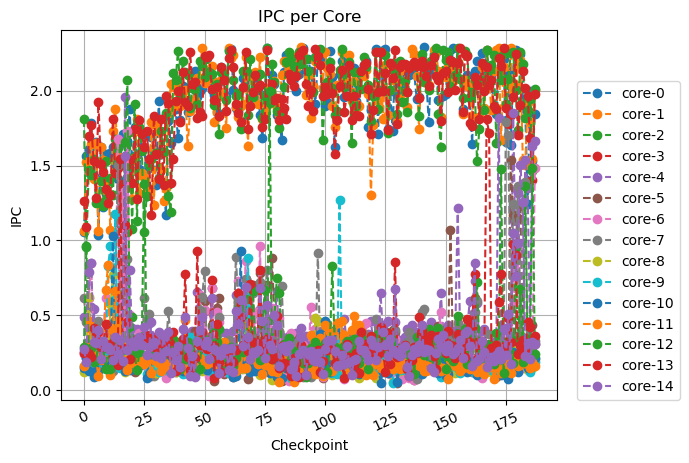 IPC per Core
IPC
2.0
1.5
1.0
0.5
0.0
0
25
50
75
100
125
150
175
Checkpoint
core-0
core-1
core-2
core-3
core-4
core-5
core-6
core-7
core-8
core-9
core-10
core-11
core-12
core-13
core-14